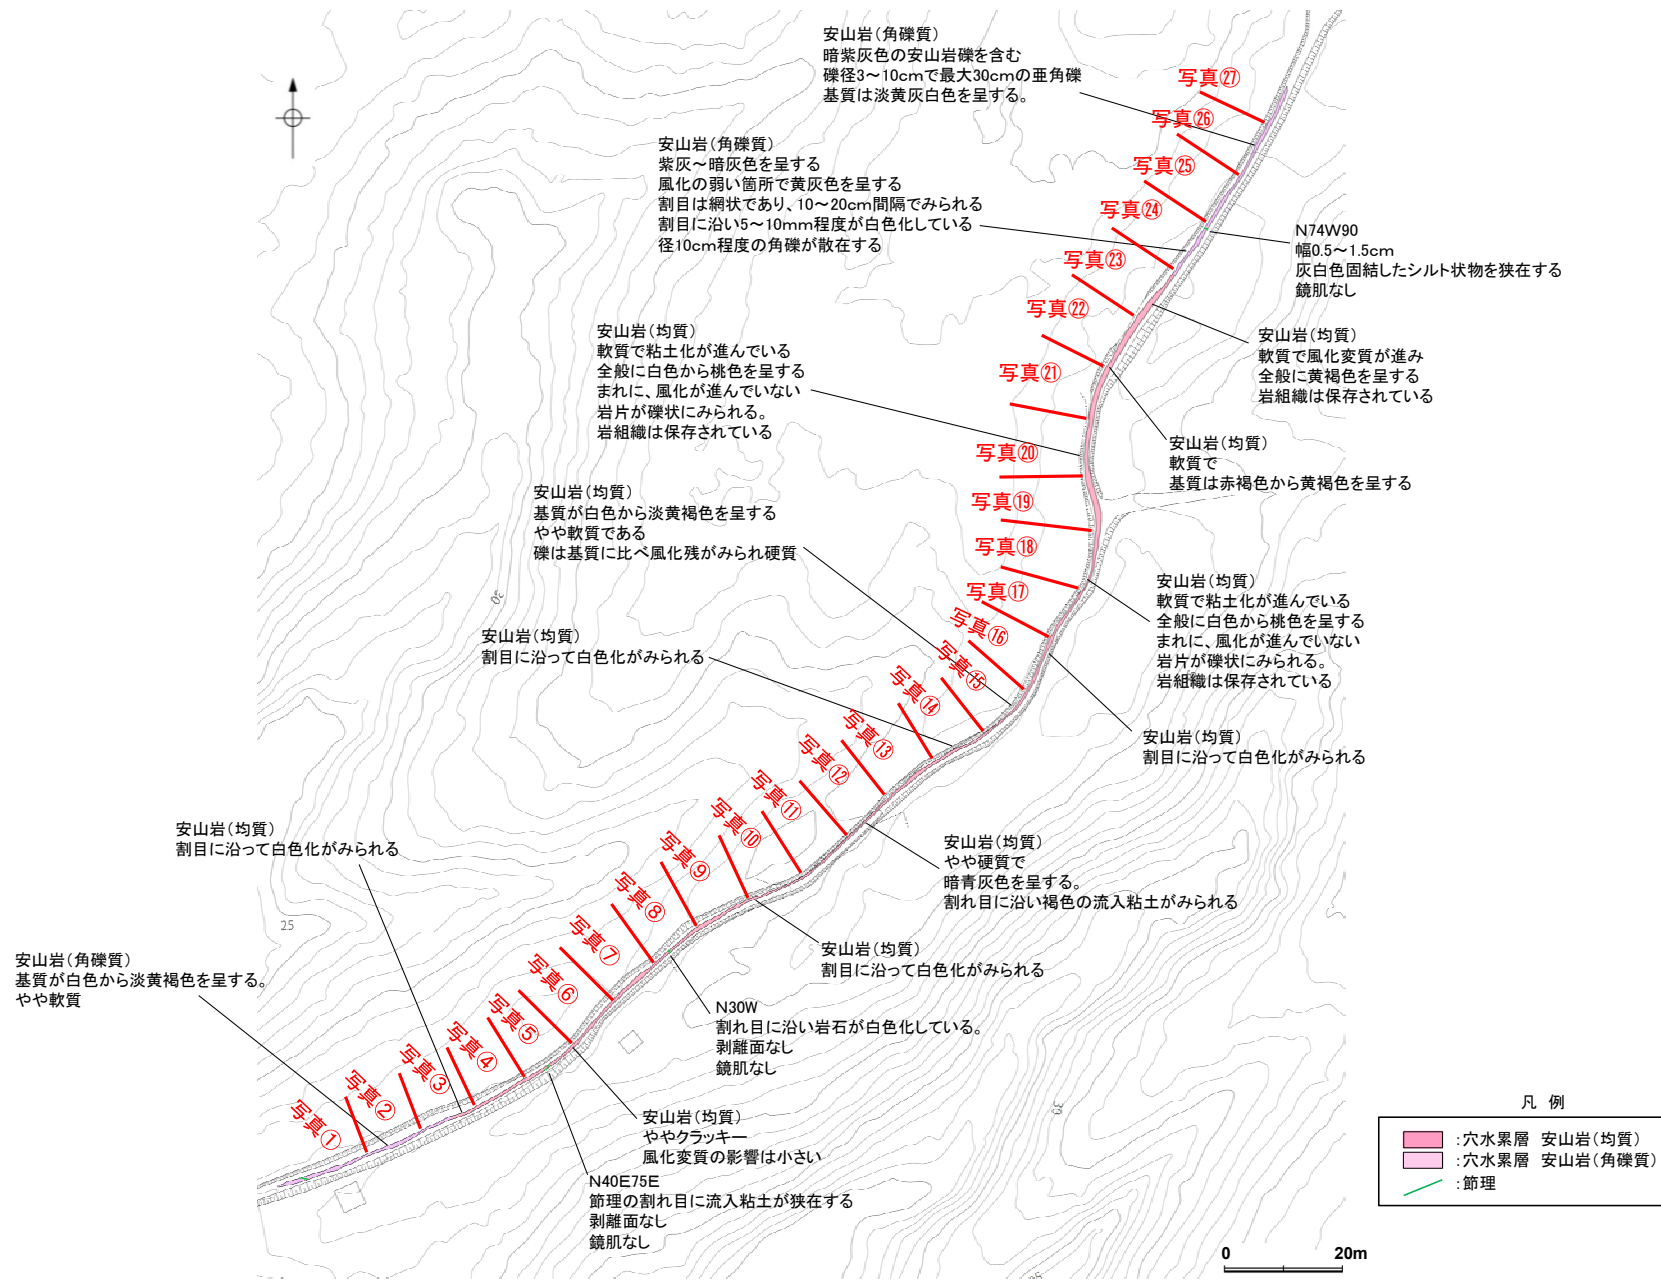 安山岩(角礫質)
暗紫灰色の安山岩礫を含む
礫径3～10cmで最大30cmの亜角礫
基質は淡黄灰白色を呈する。
写真㉗
写真㉖
写真㉕
写真㉔
写真㉓
写真㉒
写真㉑
写真⑳
写真⑲
写真⑱
写真⑰
写真⑯
写真⑮
写真⑭
写真⑬
写真⑫
写真⑪
写真⑩
写真⑨
写真⑧
写真⑦
写真⑥
写真⑤
写真④
写真③
写真②
写真①
安山岩(角礫質)
紫灰～暗灰色を呈する
風化の弱い箇所で黄灰色を呈する
割目は網状であり、10～20cm間隔でみられる
割目に沿い5～10mm程度が白色化している
径10cm程度の角礫が散在する
N74W90
幅0.5～1.5cm
灰白色固結したシルト状物を狭在する
鏡肌なし
安山岩(均質)
軟質で風化変質が進み
全般に黄褐色を呈する
岩組織は保存されている
安山岩(均質)
軟質で粘土化が進んでいる
全般に白色から桃色を呈する
まれに、風化が進んでいない
岩片が礫状にみられる。
岩組織は保存されている
安山岩(均質)
軟質で
基質は赤褐色から黄褐色を呈する
安山岩(均質)
基質が白色から淡黄褐色を呈する
やや軟質である
礫は基質に比べ風化残がみられ硬質
安山岩(均質)
軟質で粘土化が進んでいる
全般に白色から桃色を呈する
まれに、風化が進んでいない
岩片が礫状にみられる。
岩組織は保存されている
30
安山岩(均質)
割目に沿って白色化がみられる
安山岩(均質)
割目に沿って白色化がみられる
安山岩(均質)
割目に沿って白色化がみられる
安山岩(均質)
やや硬質で
暗青灰色を呈する。
割れ目に沿い褐色の流入粘土がみられる
25
安山岩(均質)
割目に沿って白色化がみられる
安山岩(角礫質)
基質が白色から淡黄褐色を呈する。
やや軟質
N30W
割れ目に沿い岩石が白色化している。
剥離面なし
鏡肌なし
安山岩(均質)
ややクラッキー
風化変質の影響は小さい
N40E75E
節理の割れ目に流入粘土が狭在する
剥離面なし
鏡肌なし
30
凡 例
:穴水累層 安山岩(均質)
:穴水累層 安山岩(角礫質)
:節理
0 20m